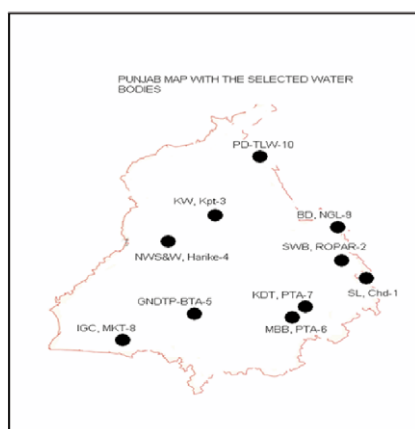 PUNJAB MAP WITH THE SELECTED WATER
BODIES
PD-TLW-10
KW, Kpt-3
BD, NGL-9
NWS&W, Harike-4
SWB, ROPAR-2
SL, Chd-1
GNDTP-BTA-5
KDT, PTA-7
MBB, PTA-6
IGC, MKT-8